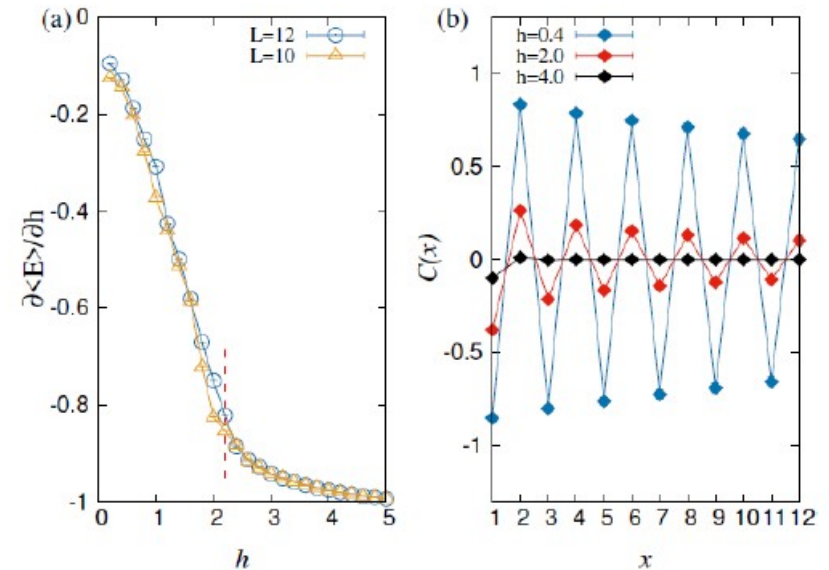 (a)
L=12
L=10
0
-0.2
-0.4
-0.6
-0.8
-1
∂<E>/∂h
0 1 2 3 4 5
h
(b)
h=0.4
h=2.0
h=4.0
1
0.5
0
-0.5
-1
C(x)
1 2 3 4 5 6 7 8 9 10 11 12
x